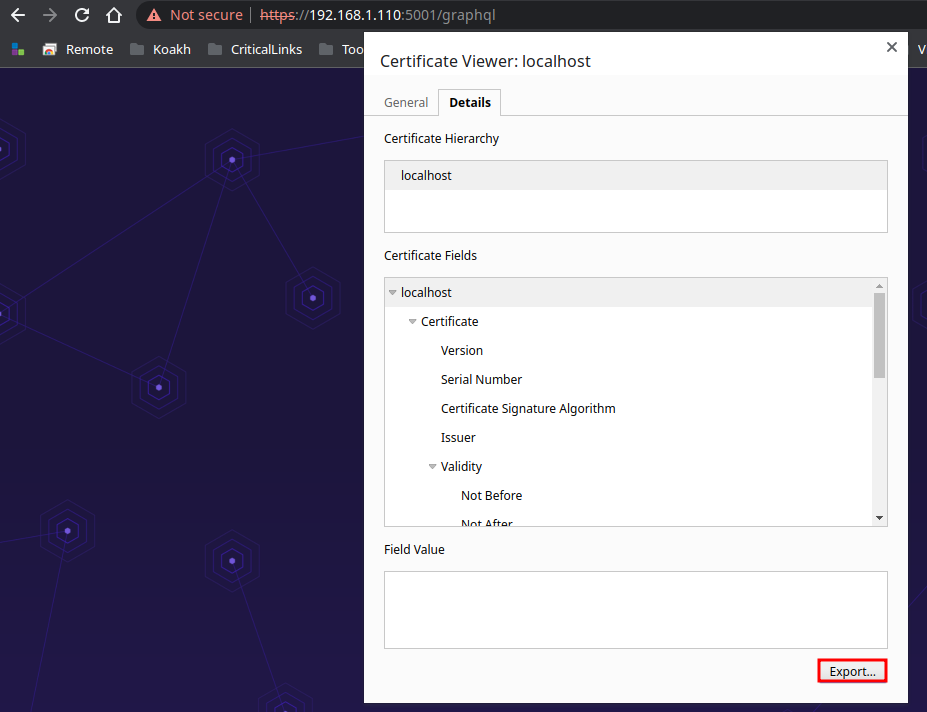 Not secure | https://192.168.1.110:5001/graphql
Remote Koakh CriticalLinks Too V
Certificate Viewer: localhost
General Details
Certificate Hierarchy
localhost
Certificate Fields
localhost
Certificate
Version
Serial Number
Certificate Signature Algorithm
Issuer
Validity
Not Before
Not After
Field Value
Export...